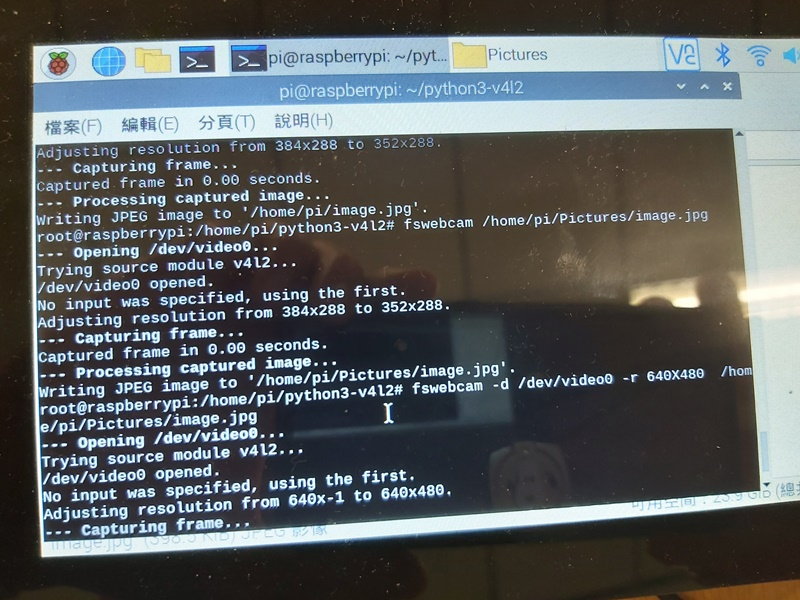 pi@raspberrypi: ~/pyt...
Pictures
pi@raspberrypi: ~/python3-v4l2
檔案(F) 編輯(E) 分頁(T) 說明(H)
Adjusting resolution from 384x288 to 352x288.
--- Capturing frame...
Captured frame in 0.00 seconds.
--- Processing captured image...
Writing JPEG image to '/home/pi/image.jpg'.
root@raspberrypi:/home/pi/python3-v4l2# fswebcam /home/pi/Pictures/image.jpg
--- Opening /dev/video0...
Trying source module v4l2...
/dev/video0 opened.
No input was specified, using the first.
Adjusting resolution from 384x288 to 352x288.
--- Capturing frame...
Captured frame in 0.00 seconds.
--- Processing captured image...
Writing JPEG image to '/home/pi/Pictures/image.jpg'.
root@raspberrypi:/home/pi/python3-v4l2# fswebcam -d /dev/video0 -r 640X480  /hom
e/pi/Pictures/image.jpg
--- Opening /dev/video0...
Trying source module v4l2...
/dev/video0 opened.
No input was specified, using the first.
Adjusting resolution from 640x-1 to 640x480.
--- Capturing frame...
可用空間：23.9 GiB
image.jpg JPEG 影像